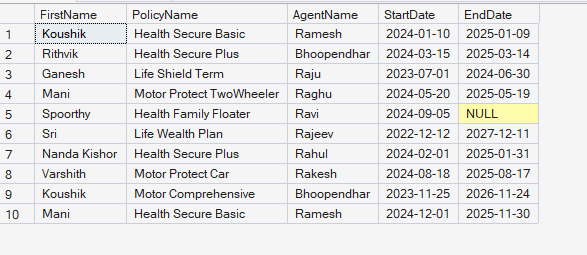 FirstName PolicyName AgentName StartDate EndDate
1 Koushik Health Secure Basic Ramesh 2024-01-10 2025-01-09
2 Rithvik Health Secure Plus Bhoopendhar 2024-03-15 2025-03-14
3 Ganesh Life Shield Term Raju 2023-07-01 2024-06-30
4 Mani Motor Protect TwoWheeler Raghu 2024-05-20 2025-05-19
5 Spoorthy Health Family Floater Ravi 2024-09-05 NULL
6 Sri Life Wealth Plan Rajeev 2022-12-12 2027-12-11
7 Nanda Kishor Health Secure Plus Rahul 2024-02-01 2025-01-31
8 Varshith Motor Protect Car Rakesh 2024-08-18 2025-08-17
9 Koushik Motor Comprehensive Bhoopendhar 2023-11-25 2026-11-24
10 Mani Health Secure Basic Ramesh 2024-12-01 2025-11-30